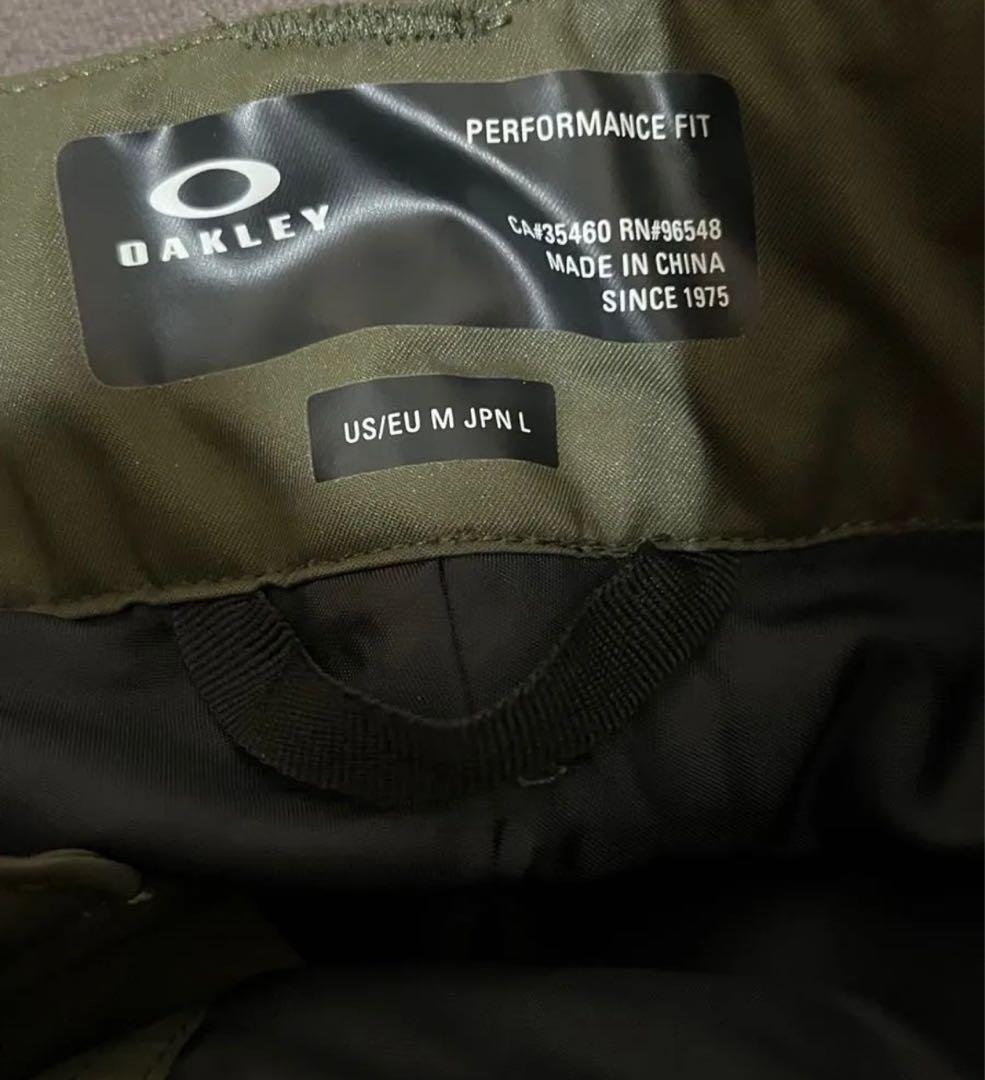 OAKLEY
PERFORMANCE FIT
CA#35460 RN#96548
MADE IN CHINA
SINCE 1975
US/EU M JPN L